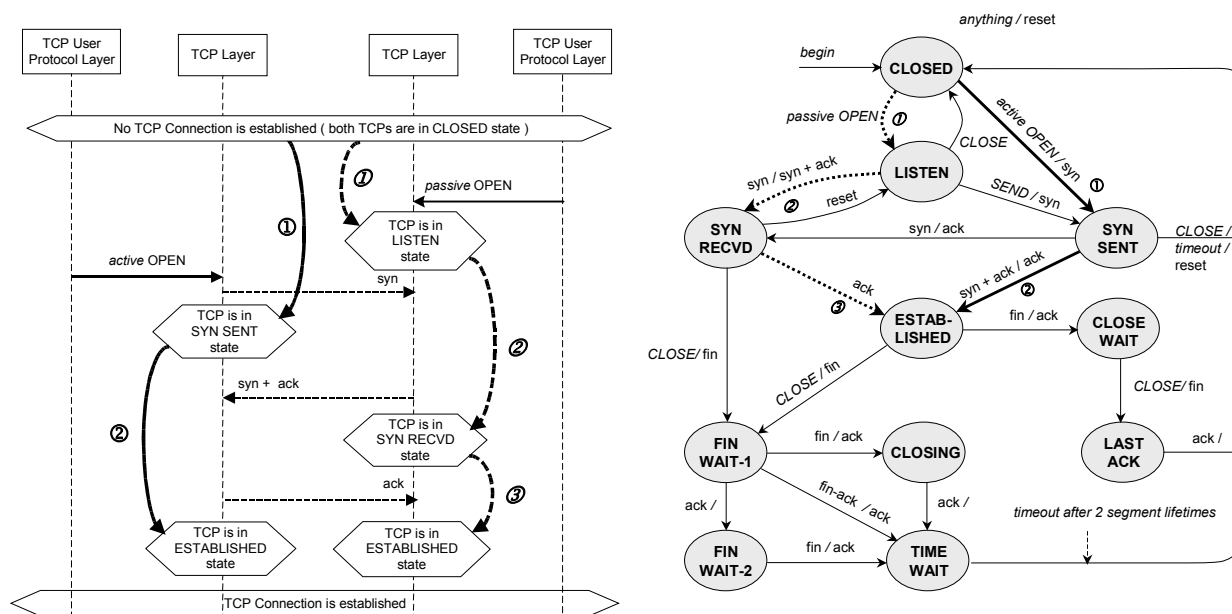 TCP User
Protocol Layer
TCP Layer
TCP Layer
TCP User
Protocol Layer
No TCP Connection is established ( both TCPs are in CLOSED state )
①
passive OPEN
①
TCP is in
LISTEN
state
active OPEN
syn
TCP is in
SYN SENT
state
②
syn + ack
②
TCP is in
SYN RECVD
state
③
ack
TCP is in
ESTABLISHED
state
TCP is in
ESTABLISHED
state
TCP Connection is established
anything / reset
begin
CLOSED
passive OPEN
①
CLOSE
active OPEN / syn
①
LISTEN
syn / syn + ack
②
reset
SEND / syn
SYN
RECVD
syn / ack
SYN
SENT
CLOSE /
timeout /
reset
ack
③
syn + ack / ack
②
ESTAB-
LISHED
fin / ack
CLOSE
WAIT
CLOSE/ fin
CLOSE / fin
CLOSE/ fin
FIN
WAIT-1
fin / ack
CLOSING
LAST
ACK
ack /
ack /
fin-ack / ack
ack /
timeout after 2 segment lifetimes
FIN
WAIT-2
fin / ack
TIME
WAIT